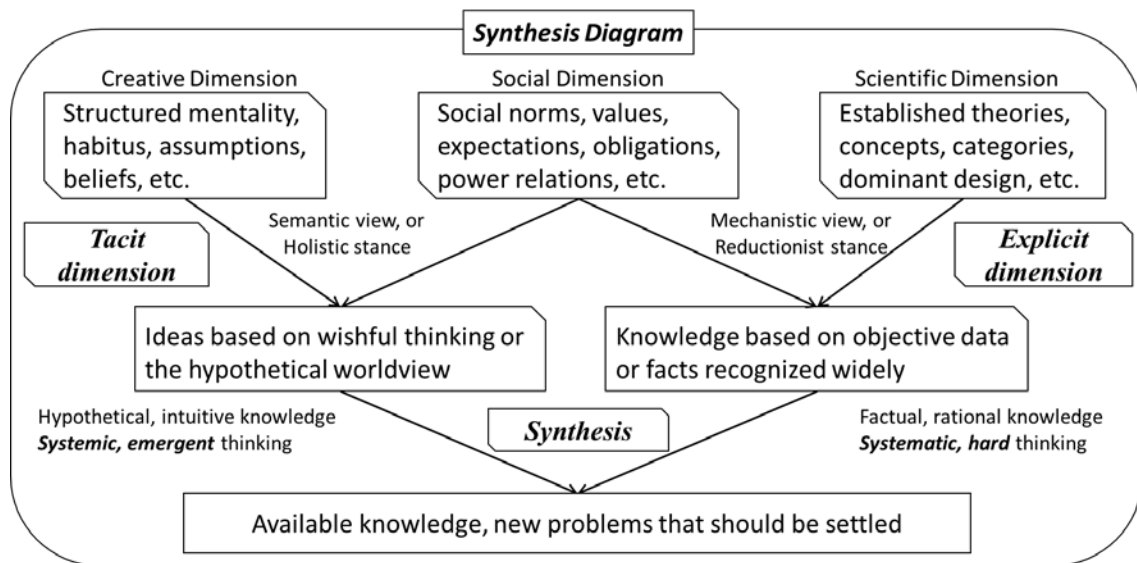 Synthesis Diagram
Creative Dimension
Social Dimension
Scientific Dimension
Structured mentality,
habitus, assumptions,
beliefs, etc.
Social norms, values,
expectations, obligations,
power relations, etc.
Established theories,
concepts, categories,
dominant design, etc.
Semantic view, or
Holistic stance
Mechanistic view, or
Reductionist stance
Tacit
dimension
Explicit
dimension
Ideas based on wishful thinking or
the hypothetical worldview
Knowledge based on objective data
or facts recognized widely
Hypothetical, intuitive knowledge
Systemic, emergent thinking
Synthesis
Factual, rational knowledge
Systematic, hard thinking
Available knowledge, new problems that should be settled